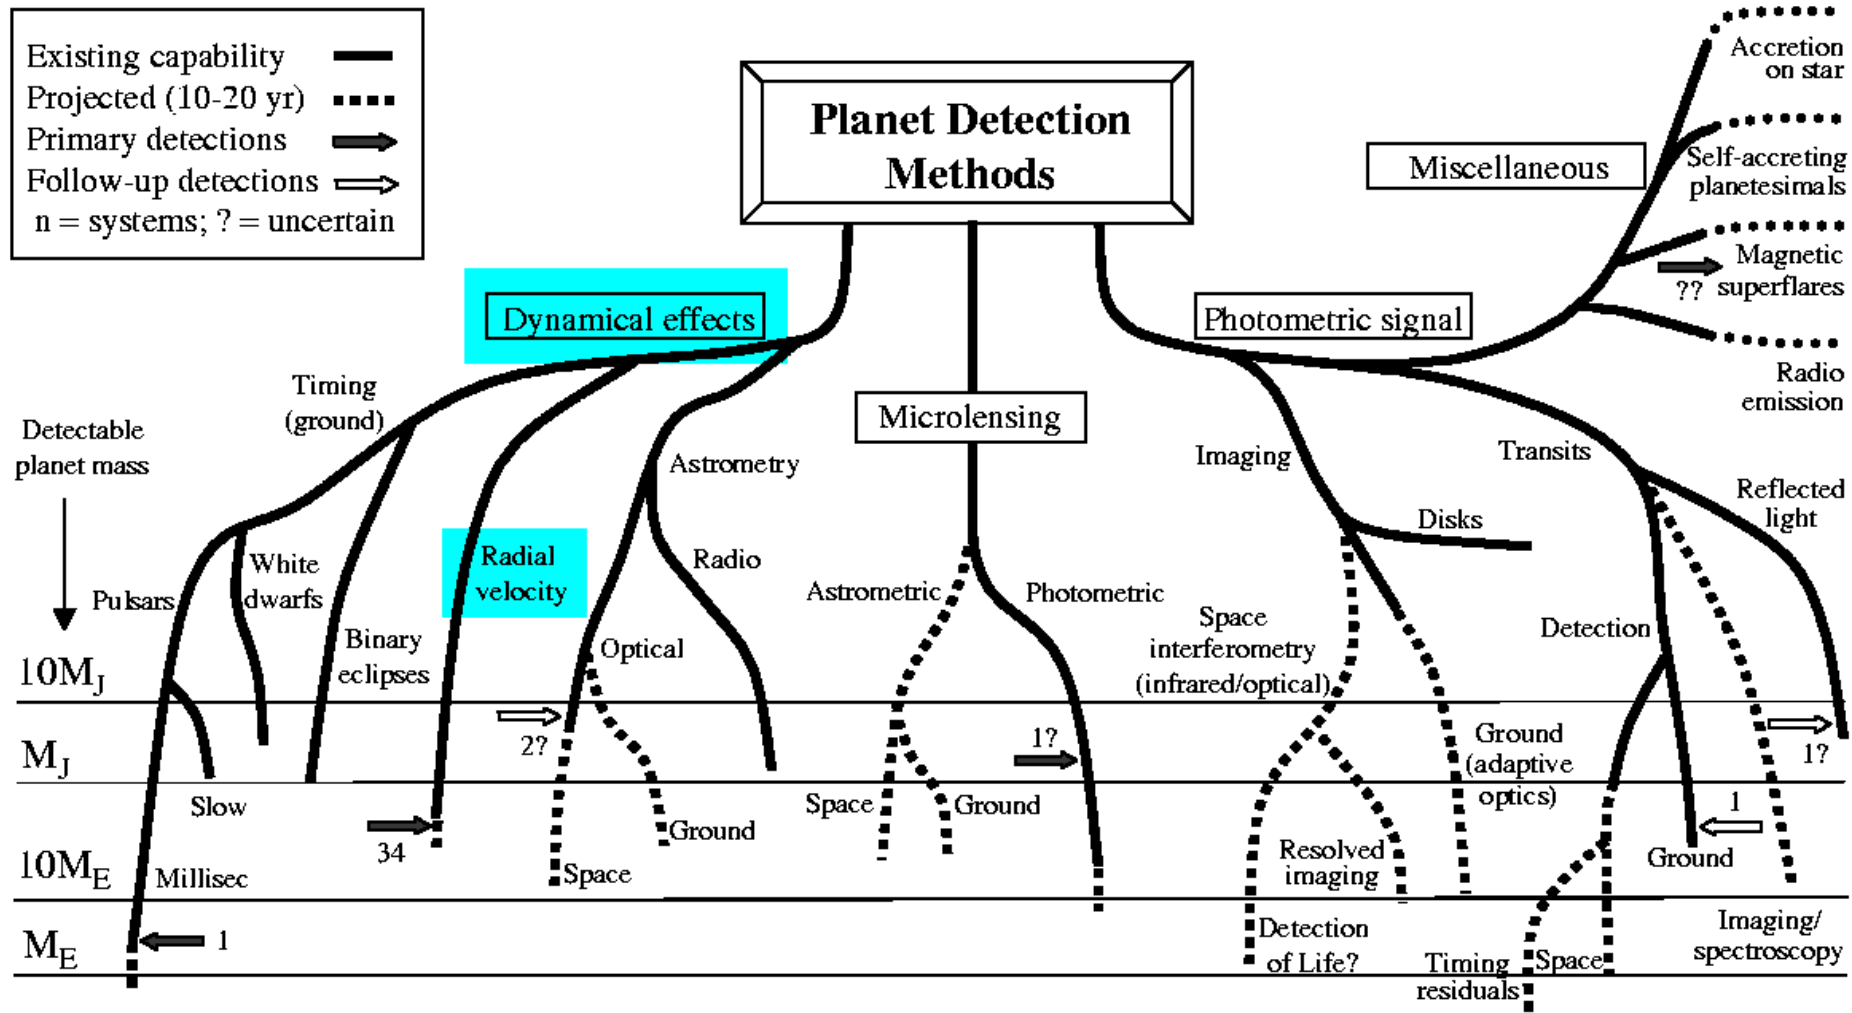 Existing capability
Projected (10-20 yr)
Primary detections
Follow-up detections
n = systems; ? = uncertain
Planet Detection
Methods
Accretion
on star
Miscellaneous
Self-accreting
planetesimals
Magnetic
superflares
??
Radio
emission
Dynamical effects
Photometric signal
Microlensing
Timing
(ground)
Detectable
planet mass
Astrometry
Imaging
Transits
Disks
Reflected
light
Pulsars
White
dwarfs
Radial
velocity
Radio
Binary
eclipses
Optical
Astrometric
Photometric
Space
interferometry
(infrared/optical)
Detection
10MJ
2?
1?
Ground
(adaptive
optics)
1?
MJ
Slow
34
Ground
Space
Space
Ground
1
Ground
10ME
Millisec
Resolved
imaging
Imaging/
spectroscopy
ME
1
Detection
of Life?
Timing
residuals
Space